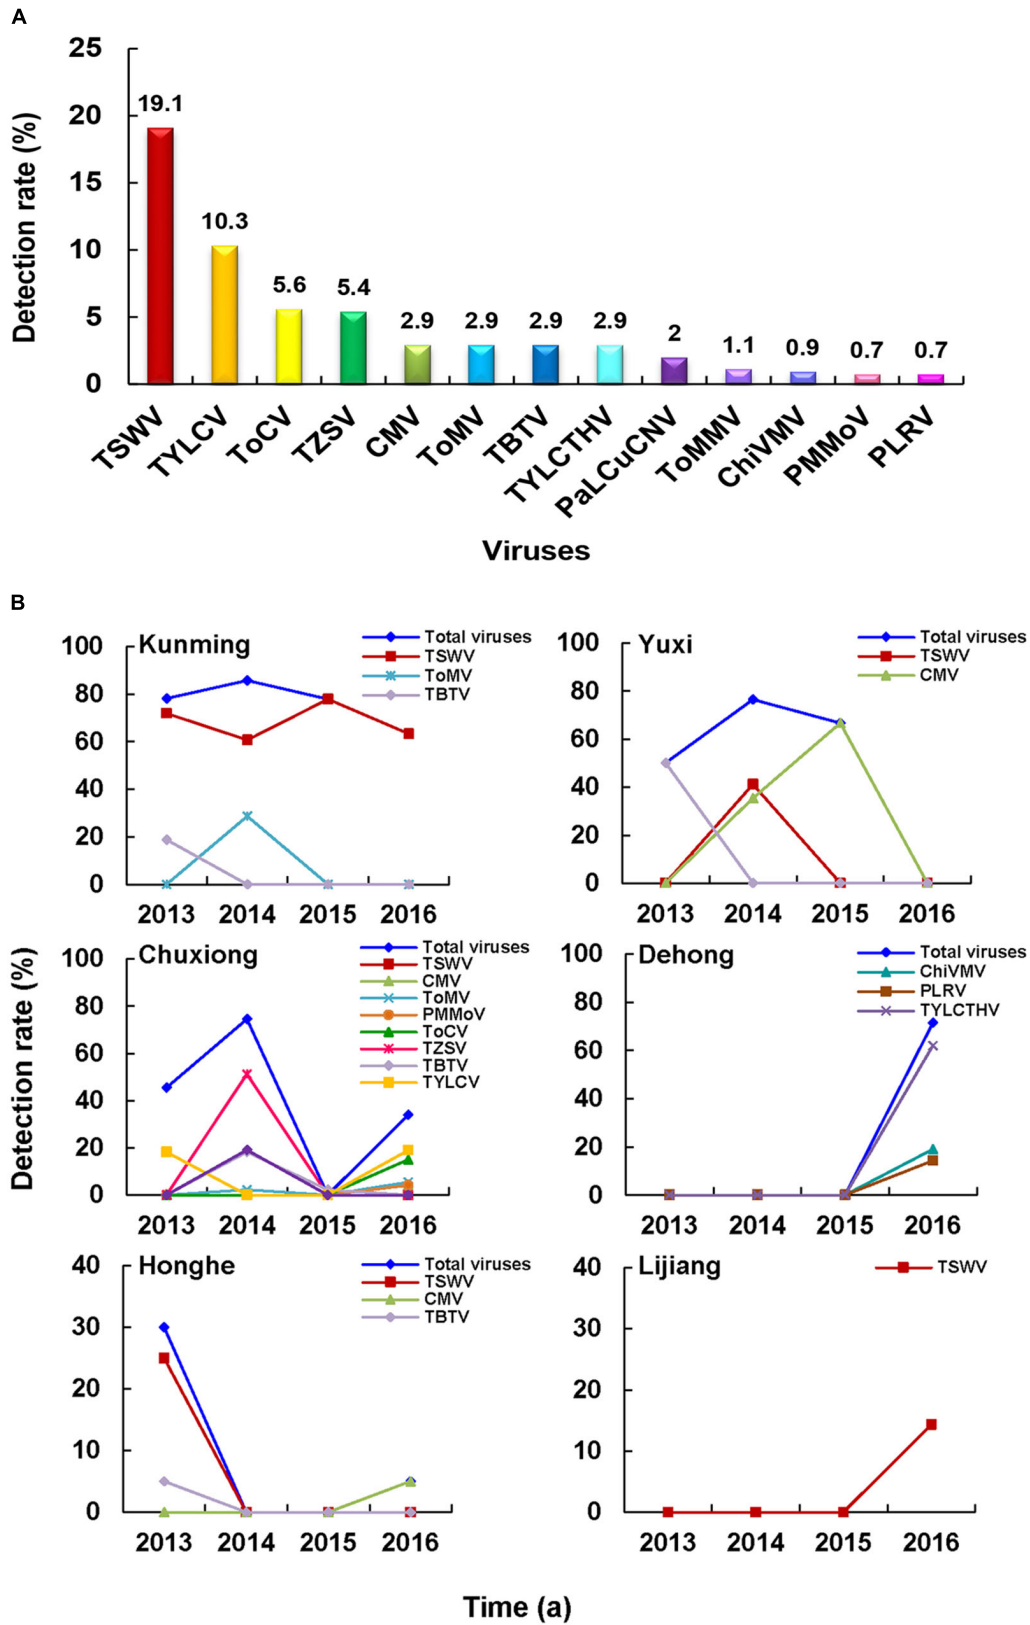 A
Detection rate (%)
25
20
15
10
5
0
19.1
10.3
5.6
5.4
2.9
2.9
2.9
2.9
2
1.1
0.9
0.7
0.7
TSWV
TYLCV
ToCV
TZSV
CMV
ToMV
TBTV
TYLCTHV
PaLCuCNV
ToMMV
ChiVMV
PMMoV
PLRV
Viruses
B
Detection rate (%)
Kunming
100
80
60
40
20
0
Total viruses
TSWV
ToMV
TBTV
2013 2014 2015 2016
Yuxi
100
80
60
40
20
0
Total viruses
TSWV
CMV
2013 2014 2015 2016
Chuxiong
100
80
60
40
20
0
Total viruses
TSWV
CMV
ToMV
PMMoV
ToCV
TZSV
TBTV
TYLCV
2013 2014 2015 2016
Dehong
100
80
60
40
20
0
Total viruses
ChiVMV
PLRV
TYLCTHV
2013 2014 2015 2016
Honghe
40
30
20
10
0
Total viruses
TSWV
CMV
TBTV
2013 2014 2015 2016
Lijiang
40
30
20
10
0
TSWV
2013 2014 2015 2016
Time (a)